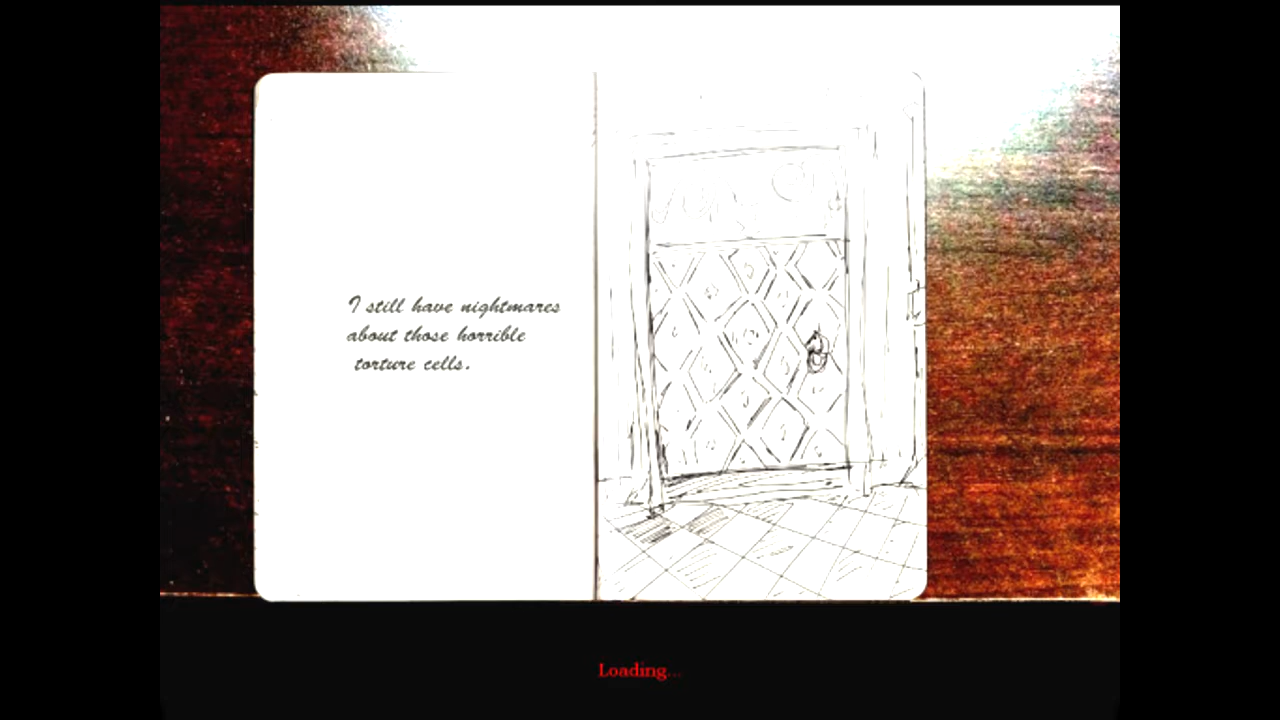 I still have nightmares
about those horrible
torture cells.
Loading...